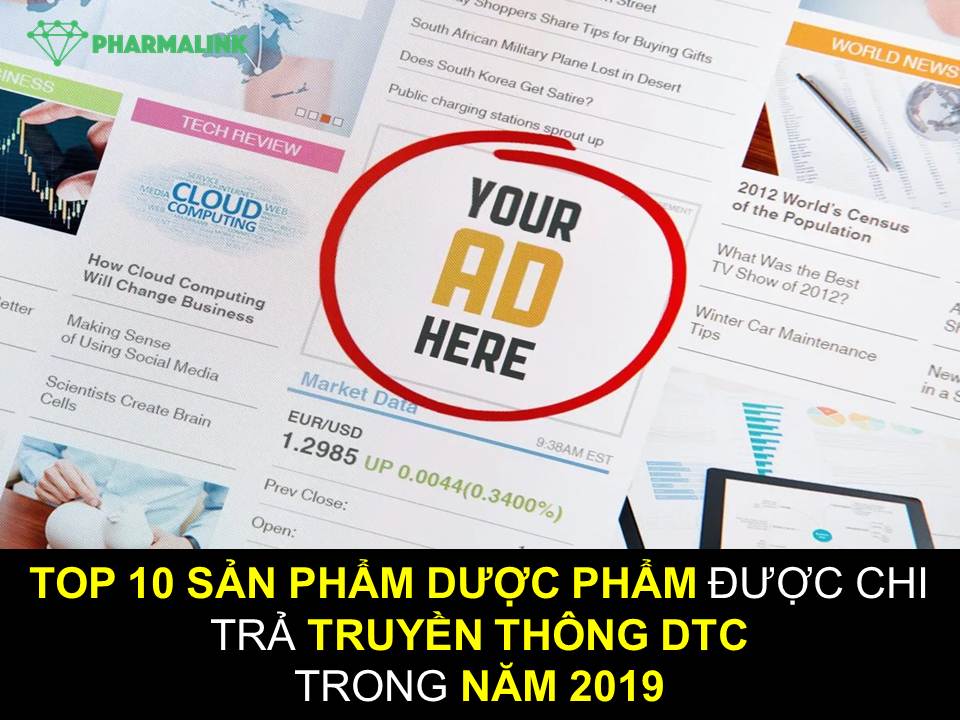 PHARMALINK
Shoppers Share Tips for Buying Gifts
South African Military Plane Lost in Desert
Does South Korea Get Satire?
Public charging stations sprout up
WORLD NEWS
TECH REVIEW
CLOUD
COMPUTING
SERVICE INTERNET
MEDIA
WEB
How Cloud Computing
Will Change Business
Making Sense
of Using Social Media
Scientists Create Brain
Cells
YOUR
AD
HERE
2012 World's Census
of the Population
What Was the Best
TV Show of 2012?
Winter Car Maintenance
Tips
Market Data
9:38AM EST
EUR/USD
1.2985 UP 0.0044(0.3400%)
Prev Close:
Open:
TOP 10 SẢN PHẨM DƯỢC PHẨM ĐƯỢC CHI
TRẢ TRUYỀN THÔNG DTC
TRONG NĂM 2019